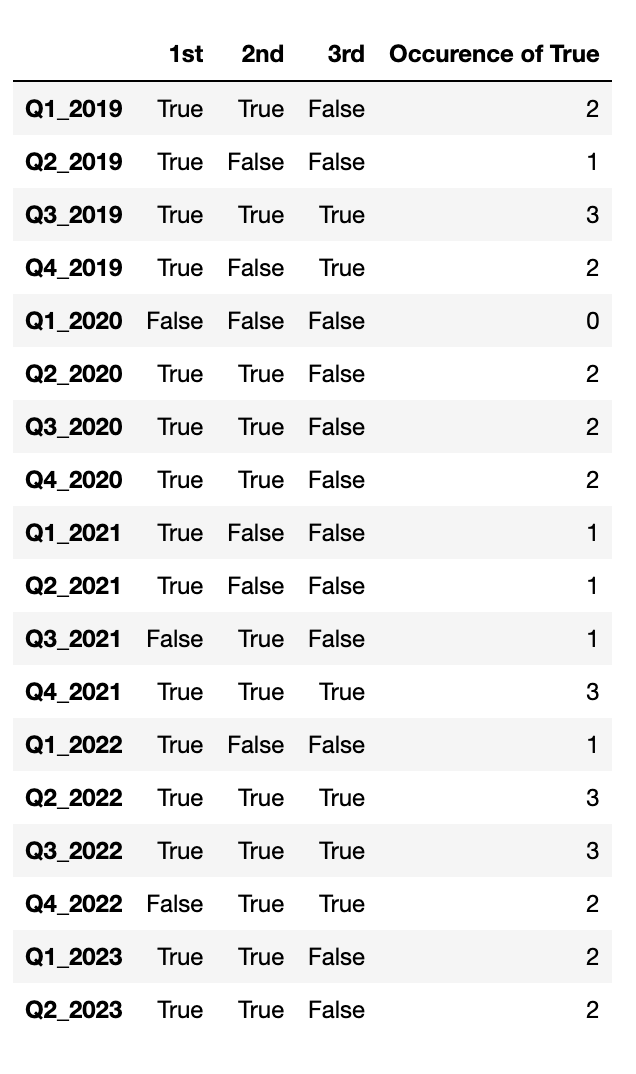 1st 2nd 3rd Occurence of True
Q1_2019 True True False 2
Q2_2019 True False False 1
Q3_2019 True True True 3
Q4_2019 True False True 2
Q1_2020 False False False 0
Q2_2020 True True False 2
Q3_2020 True True False 2
Q4_2020 True True False 2
Q1_2021 True False False 1
Q2_2021 True False False 1
Q3_2021 False True False 1
Q4_2021 True True True 3
Q1_2022 True False False 1
Q2_2022 True True True 3
Q3_2022 True True True 3
Q4_2022 False True True 2
Q1_2023 True True False 2
Q2_2023 True True False 2